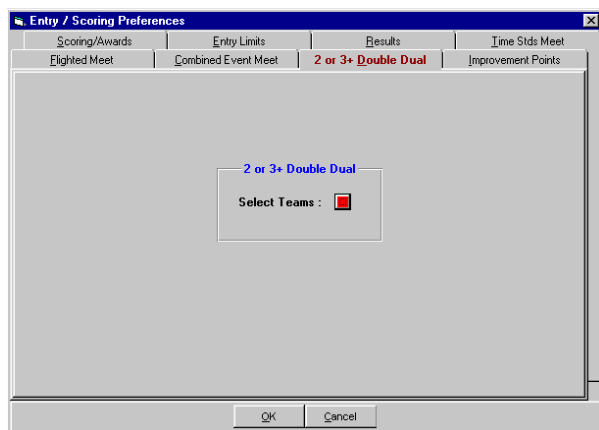 Entry / Scoring Preferences
Scoring/Awards Entry Limits Results Time Stds Meet
Flighted Meet Combined Event Meet 2 or 3+ Double Dual Improvement Points
2 or 3+ Double Dual
Select Teams :
OK Cancel